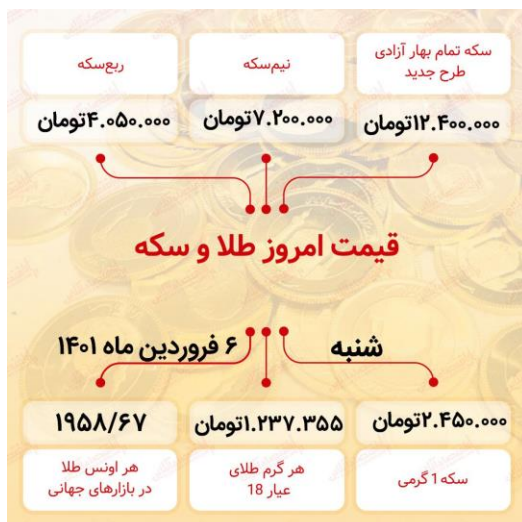 سکه تمام بهار آزادی
طرح جدید
نیم‌سکه
ربع‌سکه
۱۲.۴۰۰.۰۰۰تومان
۷.۲۰۰.۰۰۰تومان
۴.۰۵۰.۰۰۰تومان
قیمت امروز طلا و سکه
شنبه
۶ فروردین ماه ۱۴۰۱
۲.۴۵۰.۰۰۰تومان
۱.۲۳۷.۳۵۵تومان
۱۹۵۸/۶۷
سکه 1 گرمی
هر گرم طلای
عیار 18
هر اونس طلا
در بازارهای جهانی